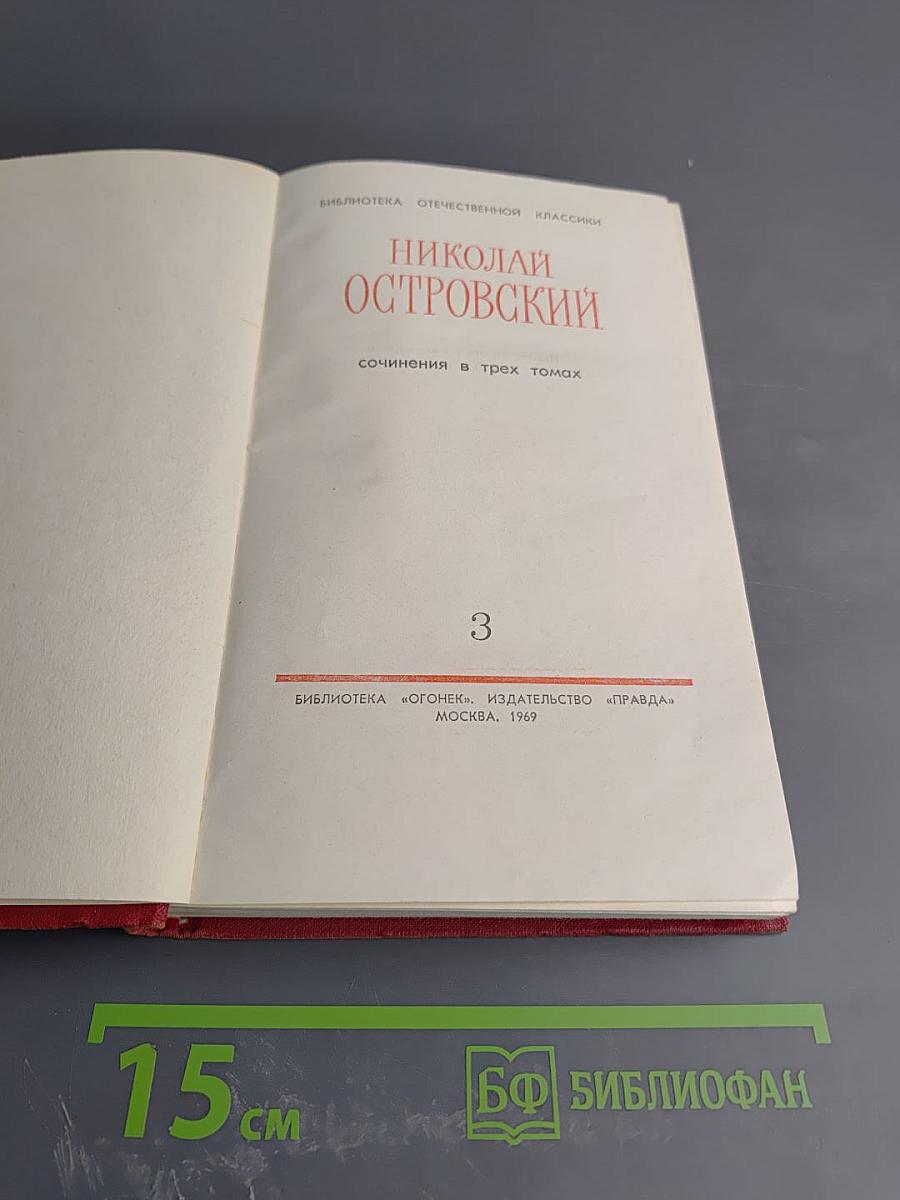 БИБЛИОТЕКА ОТЕЧЕСТВЕННОЙ КЛАССИКИ
НИКОЛАЙ
ОСТРОВСКИЙ
сочинения в трех томах
3
БИБЛИОТЕКА «ОГОНЕК». ИЗДАТЕЛЬСТВО «ПРАВДА»
МОСКВА. 1969
15 см
БФ БИБЛИОФАН